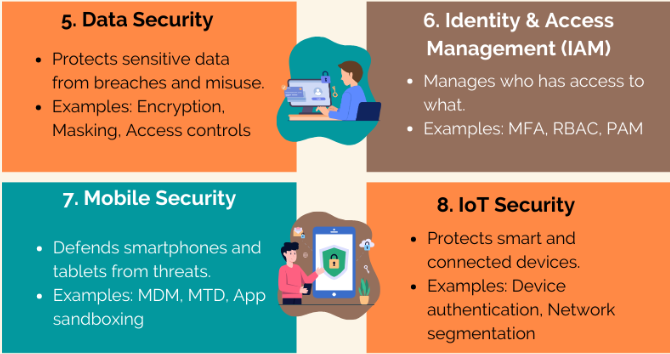 5. Data Security
• Protects sensitive data
from breaches and misuse.
• Examples: Encryption,
Masking, Access controls
6. Identity & Access
Management (IAM)
• Manages who has access to
what.
• Examples: MFA, RBAC, PAM
7. Mobile Security
• Defends smartphones and
tablets from threats.
• Examples: MDM, MTD, App
sandboxing
8. IoT Security
• Protects smart and
connected devices.
• Examples: Device
authentication, Network
segmentation